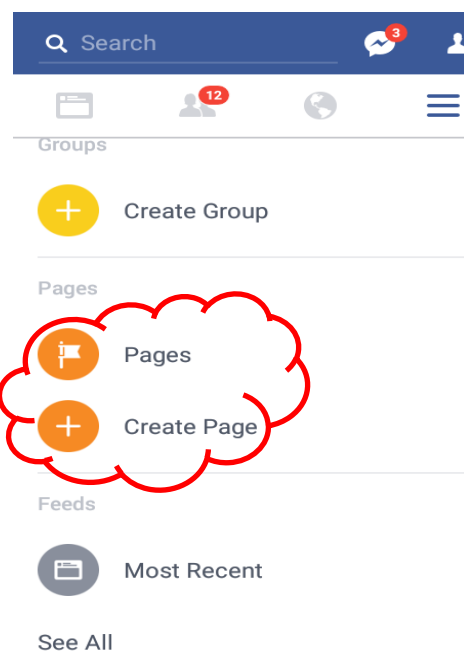 Search
3
12
Groups
Create Group
Pages
Pages
Create Page
Feeds
Most Recent
See All